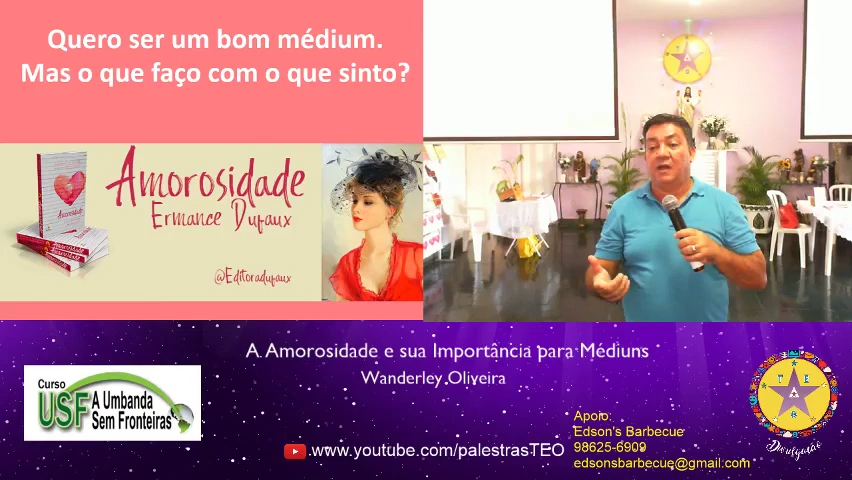 Quero ser um bom médium.
Mas o que faço com o que sinto?
Amorosidade
Ermance Dufaux
Amorosidade
@Editoradufaux
A Amorosidade e sua Importância para Médiuns
Wanderley Oliveira
Curso
USF A Umbanda
Sem Fronteiras
www.youtube.com/palestrasTEO
Apoio:
Edson's Barbecue
98625-6909
edsonsbarbecue@gmail.com
Divulgação